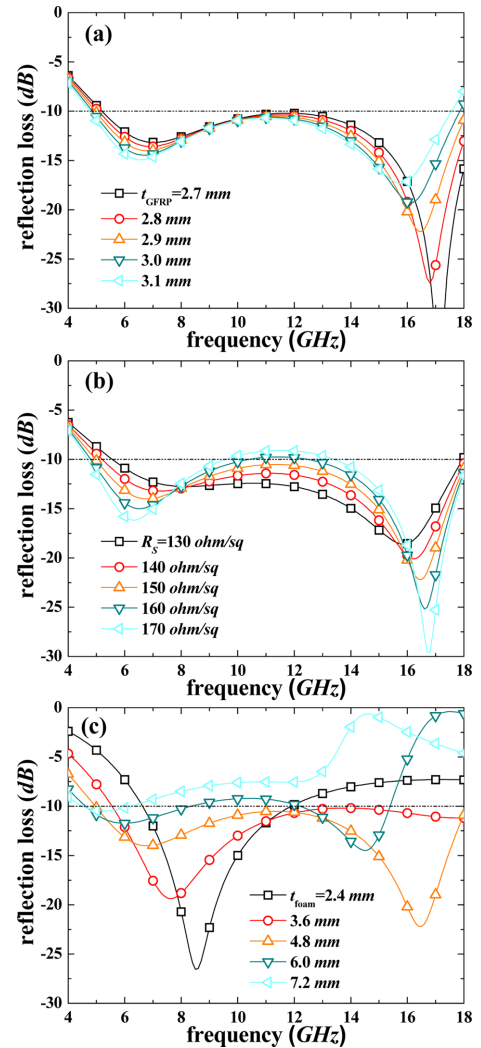 (a)
0
-5
-10
-15
-20
-25
-30
reflection loss (dB)
t_GFRP=2.7 mm
2.8 mm
2.9 mm
3.0 mm
3.1 mm
4 6 8 10 12 14 16 18
frequency (GHz)
(b)
0
-5
-10
-15
-20
-25
-30
reflection loss (dB)
R_S=130 ohm/sq
140 ohm/sq
150 ohm/sq
160 ohm/sq
170 ohm/sq
4 6 8 10 12 14 16 18
frequency (GHz)
(c)
0
-5
-10
-15
-20
-25
-30
reflection loss (dB)
t_foam=2.4 mm
3.6 mm
4.8 mm
6.0 mm
7.2 mm
4 6 8 10 12 14 16 18
frequency (GHz)